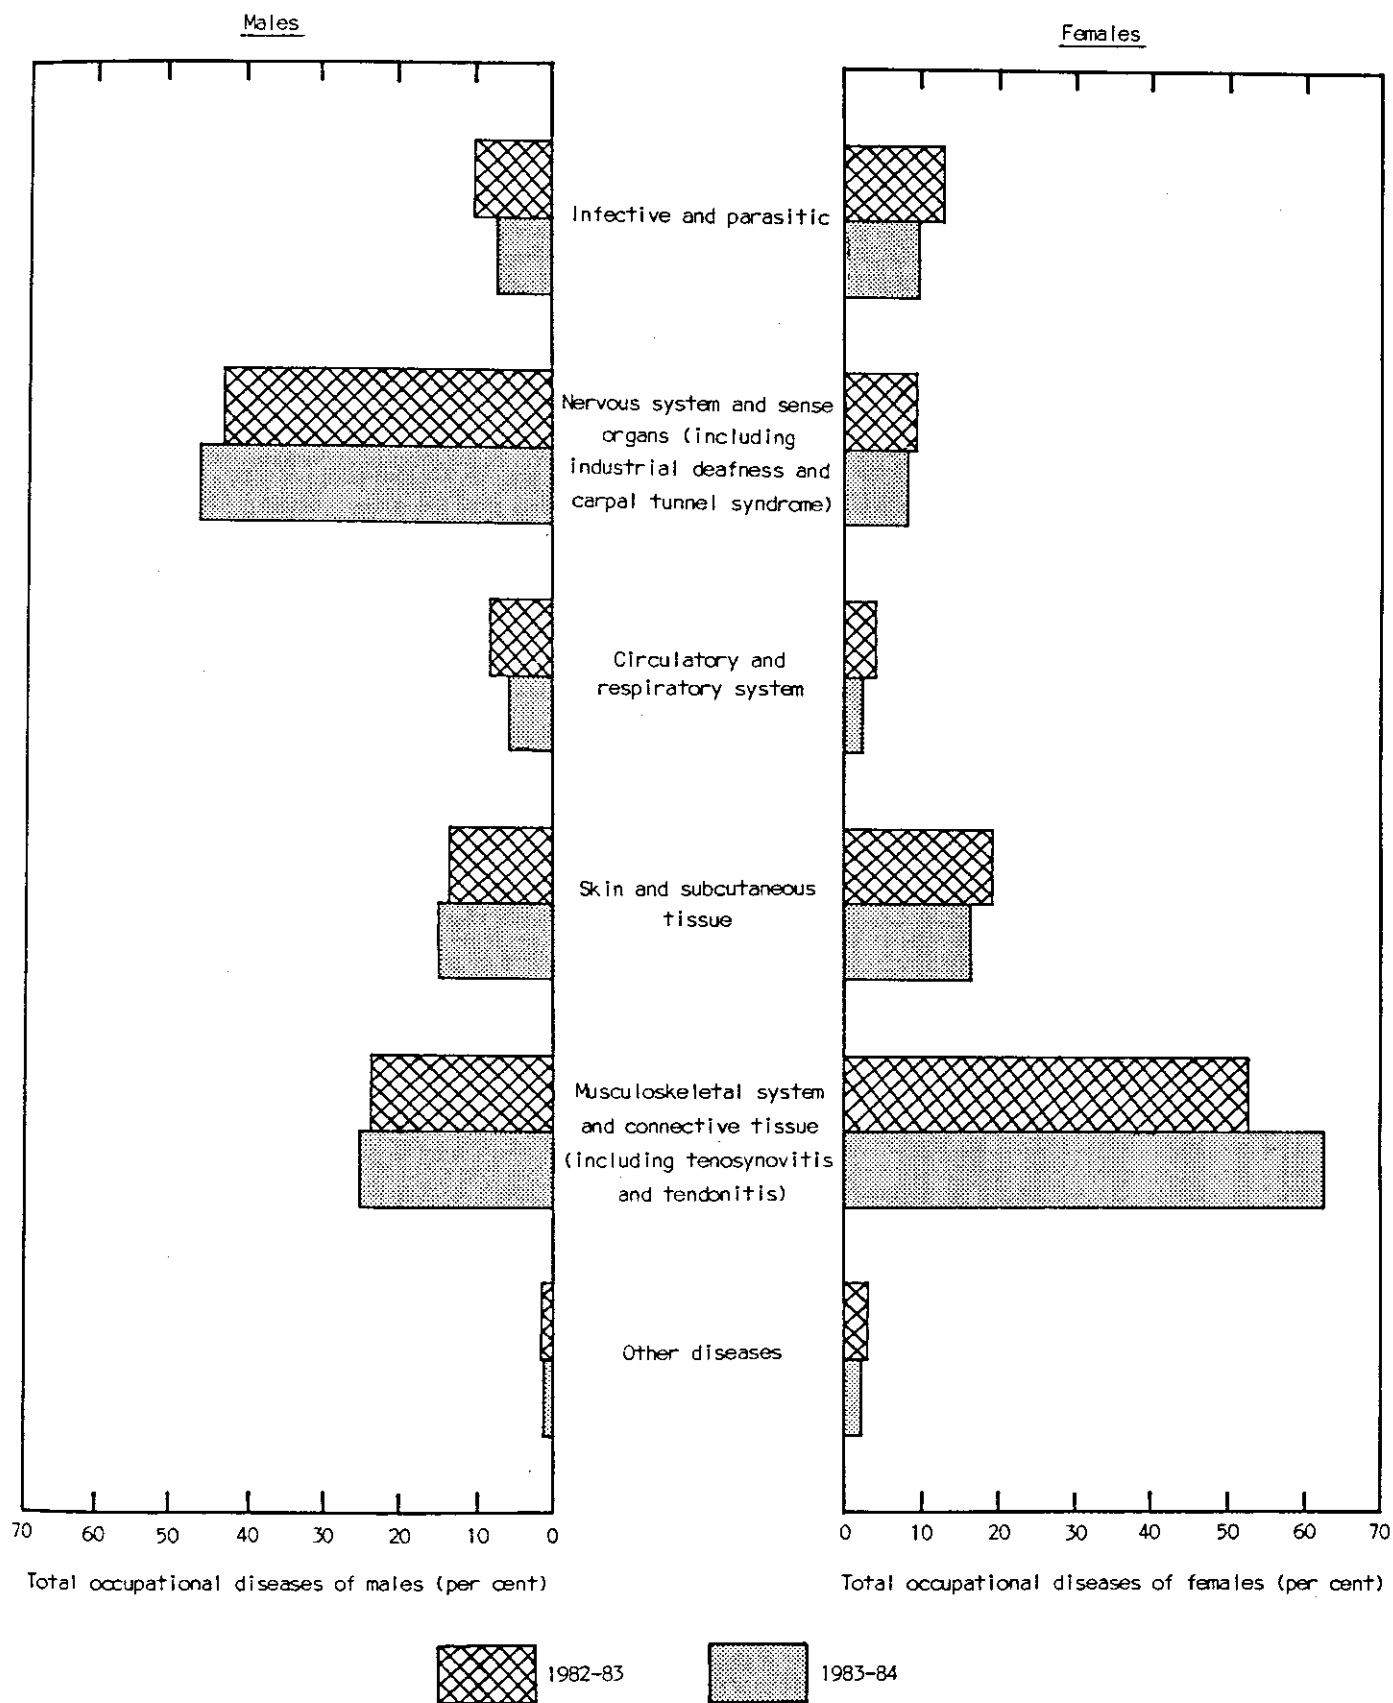 Males
Females
Infective and parasitic
Nervous system and sense
organs (including
industrial deafness and
carpal tunnel syndrome)
Circulatory and
respiratory system
Skin and subcutaneous
tissue
Musculoskeletal system
and connective tissue
(including tenosynovitis
and tendonitis)
Other diseases
70 60 50 40 30 20 10 0
0 10 20 30 40 50 60 70
Total occupational diseases of males (per cent)
Total occupational diseases of females (per cent)
1982-83
1983-84